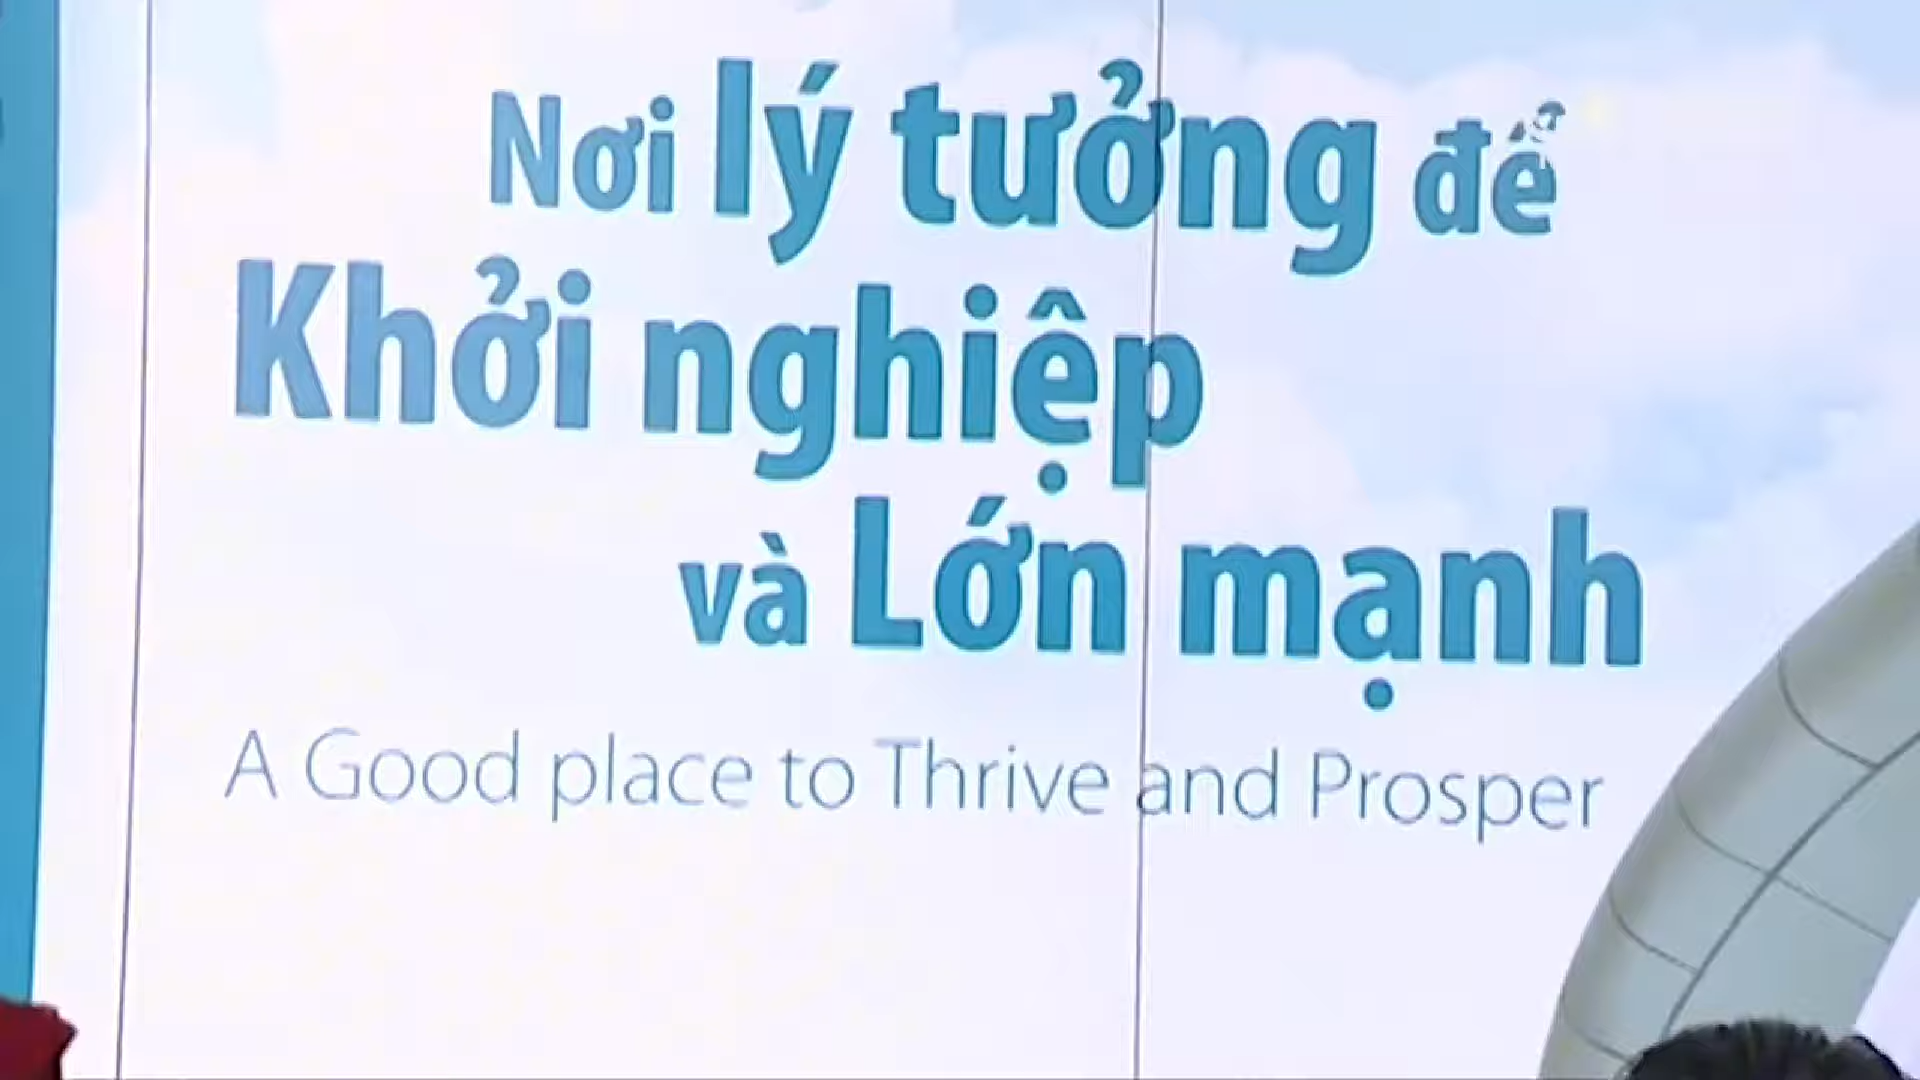 Nơi lý tưởng để
Khởi nghiệp
và Lớn mạnh
A Good place to Thrive and Prosper